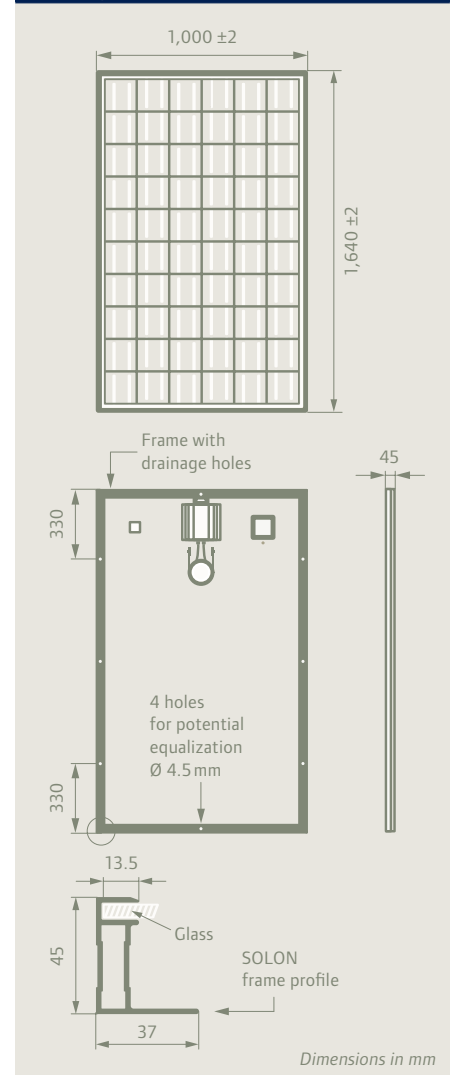 1,000 ±2
1,640 ±2
Frame with
drainage holes
45
330
4 holes
for potential
equalization
Ø 4.5 mm
330
13.5
Glass
45
SOLON
frame profile
37
Dimensions in mm